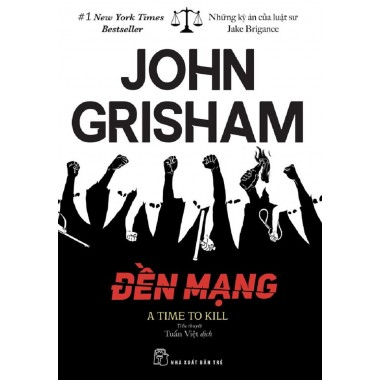 #1 New York Times
Bestseller
Những kỳ án của luật sư
Jake Brigance
JOHN
GRISHAM
ĐỀN MẠNG
A TIME TO KILL
Tiểu thuyết
Tuấn Việt dịch
NHÀ XUẤT BẢN TRẺ